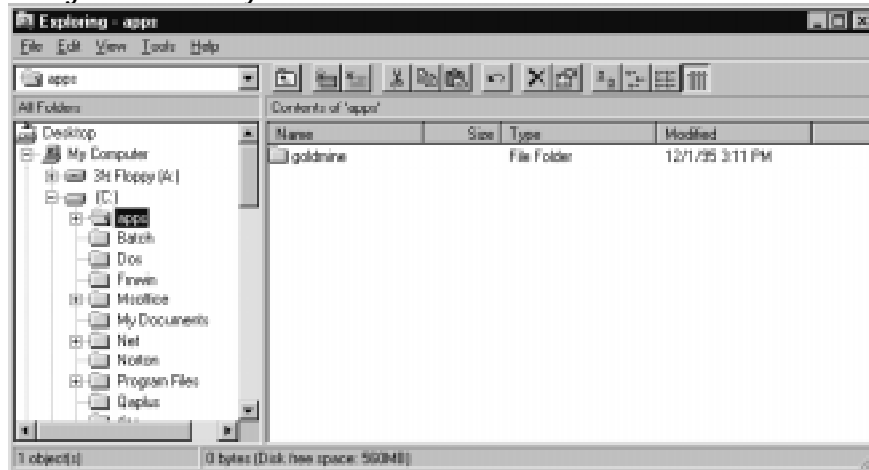 Exploring - apps
File Edit View Tools Help
apps
All Folders
Contents of 'apps'
Desktop
My Computer
3½ Floppy (A:)
(C:)
apps
Batch
Dos
Finwin
Msoffice
My Documents
Net
Norton
Program Files
Qaplus
Name Size Type Modified
goldmine File Folder 12/1/95 3:11 PM
1 object(s)
0 bytes (Disk free space: 560MB)